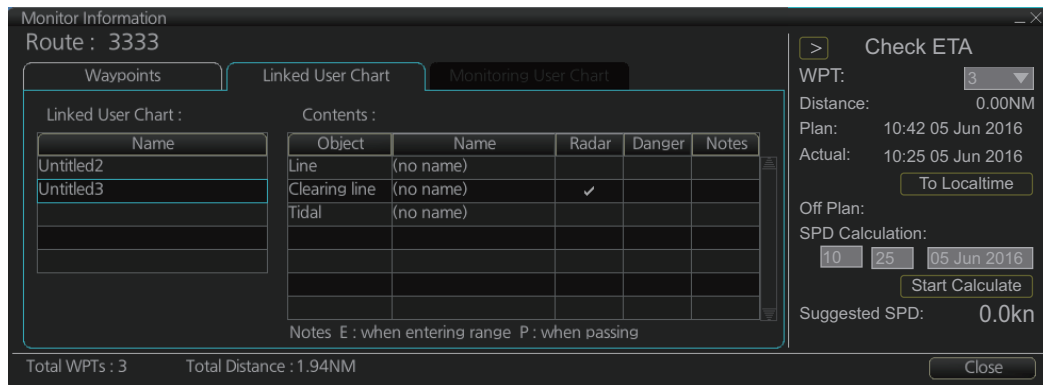 Monitor Information
Route : 3333
Waypoints Linked User Chart Monitoring User Chart
Linked User Chart :
Name
Untitled2
Untitled3
Contents :
Object Name Radar Danger Notes
Line (no name)
Clearing line (no name) ✓
Tidal (no name)
Notes E : when entering range P : when passing
> Check ETA
WPT: 3
Distance: 0.00NM
Plan: 10:42 05 Jun 2016
Actual: 10:25 05 Jun 2016
To Localtime
Off Plan:
SPD Calculation:
10 25 05 Jun 2016
Start Calculate
Suggested SPD: 0.0kn
Total WPTs : 3 Total Distance : 1.94NM
Close